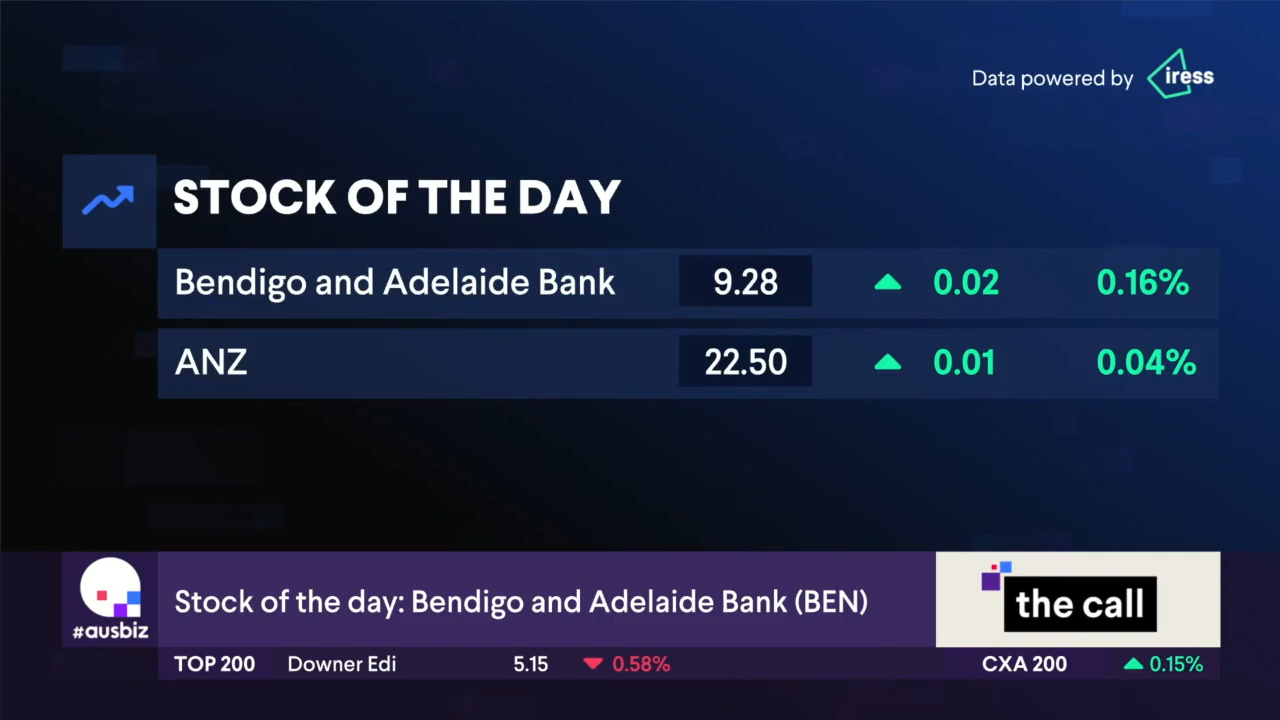 Data powered by iress
STOCK OF THE DAY
Bendigo and Adelaide Bank 9.28 ▲ 0.02 0.16%
ANZ 22.50 ▲ 0.01 0.04%
Stock of the day: Bendigo and Adelaide Bank (BEN)
the call
#ausbiz
TOP 200 Downer Edi 5.15 ▼ 0.58% CXA 200 ▲ 0.15%